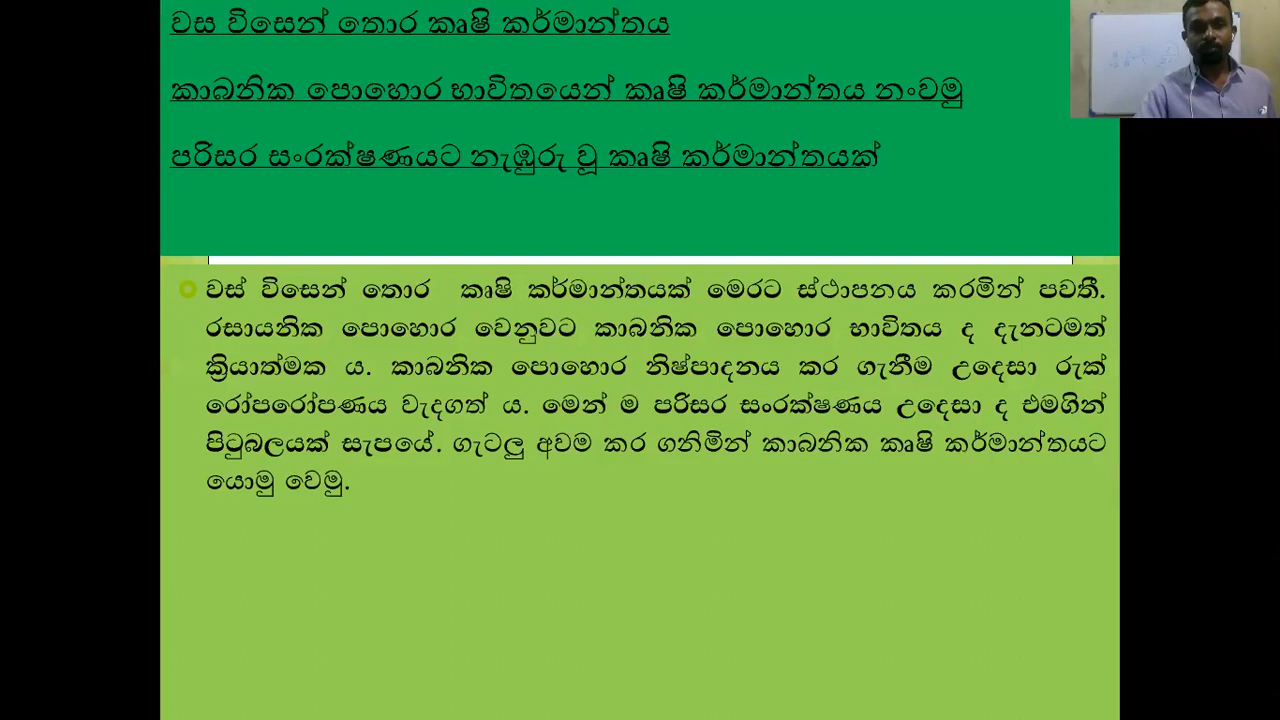 වස විසෙන් තොර කෘෂි කර්මාන්තය
කාබනික පොහොර භාවිතයෙන් කෘෂි කර්මාන්තය නංවමු
පරිසර සංරක්ෂණයට නැඹුරු වූ කෘෂි කර්මාන්තයක්
වස් විසෙන් තොර කෘෂි කර්මාන්තයක් මෙරට ස්ථාපනය කරමින් පවතී.
රසායනික පොහොර වෙනුවට කාබනික පොහොර භාවිතය ද දැනටමත්
ක්‍රියාත්මක ය. කාබනික පොහොර නිෂ්පාදනය කර ගැනීම උදෙසා රුක්
රෝපරෝපණය වැදගත් ය. මෙන් ම පරිසර සංරක්ෂණය උදෙසා ද එමගින්
පිටුබලයක් සැපයේ. ගැටලු අවම කර ගනිමින් කාබනික කෘෂි කර්මාන්තයට
යොමු වෙමු.